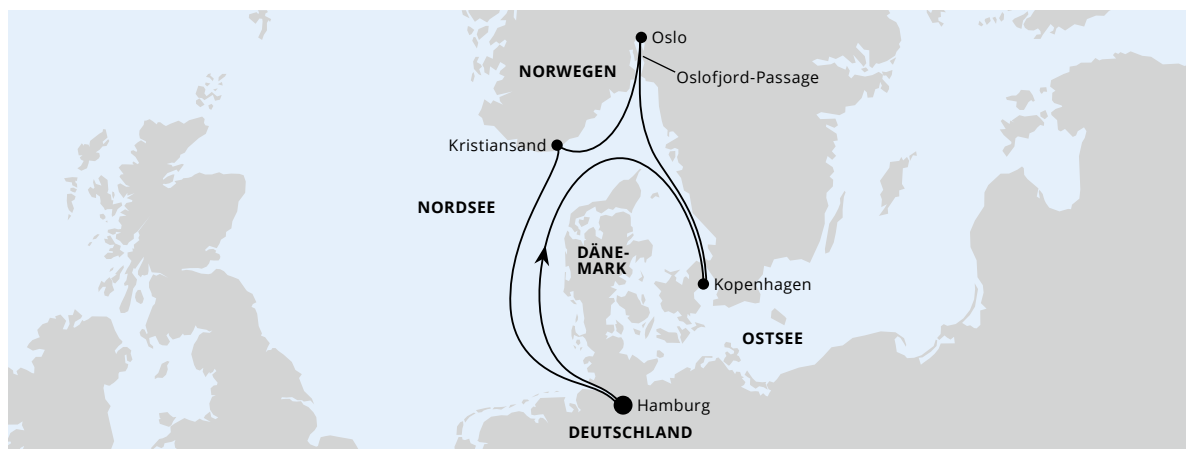 Oslo
NORWEGEN
Oslofjord-Passage
Kristiansand
NORDSEE
DÄNE-
MARK
Kopenhagen
OSTSEE
Hamburg
DEUTSCHLAND